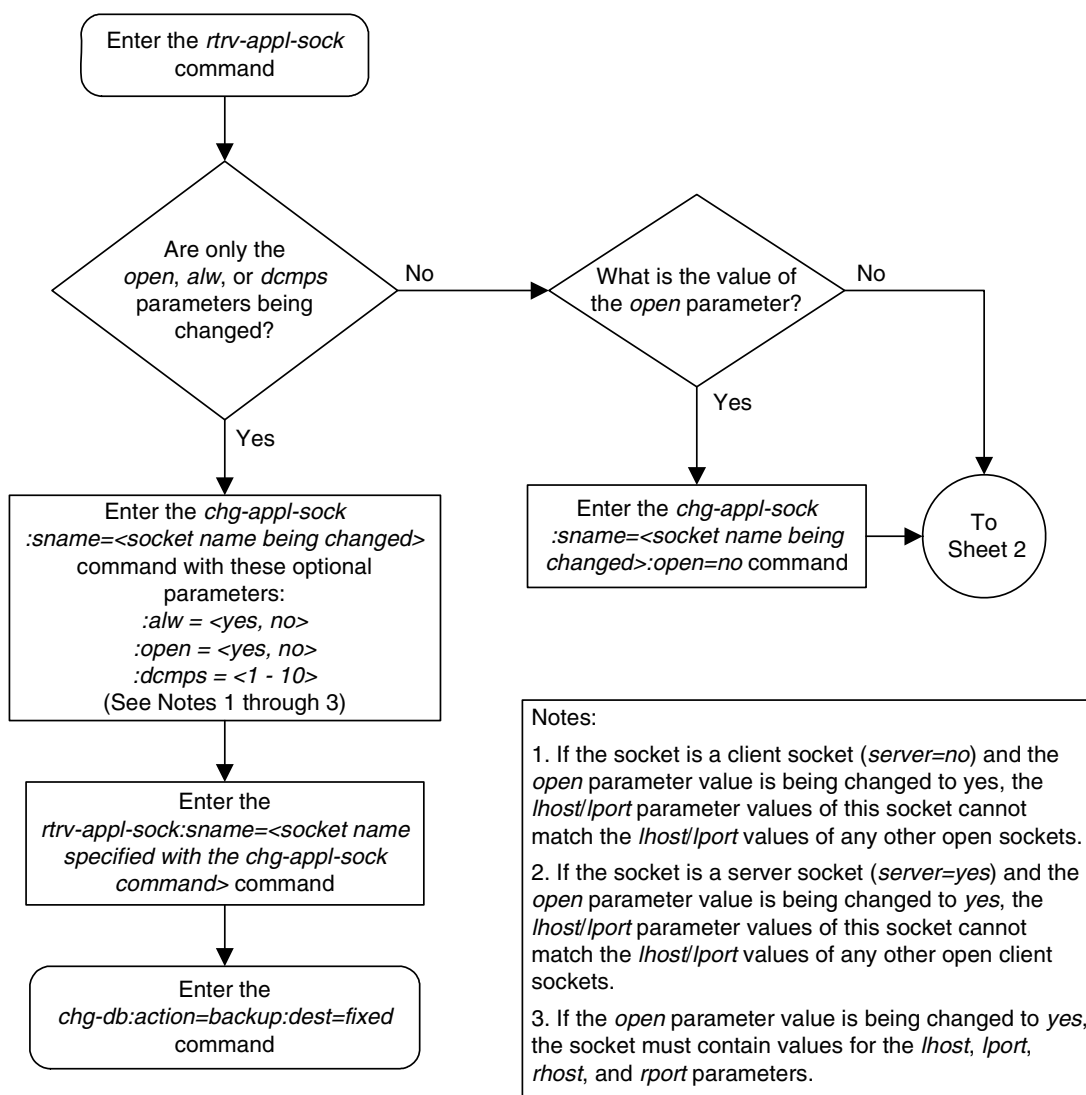 Enter the rtrv-appl-sock
command
Are only the
open, alw, or dcmps
parameters being
changed?
No
What is the value of
the open parameter?
No
Yes
Yes
Enter the chg-appl-sock
:sname=<socket name being changed>
command with these optional
parameters:
:alw = <yes, no>
:open = <yes, no>
:dcmps = <1 - 10>
(See Notes 1 through 3)
Enter the chg-appl-sock
:sname=<socket name being
changed>:open=no command
To
Sheet 2
Enter the
rtrv-appl-sock:sname=<socket name
specified with the chg-appl-sock
command> command
Enter the
chg-db:action=backup:dest=fixed
command
Notes:
1. If the socket is a client socket (server=no) and the
open parameter value is being changed to yes, the
lhost/lport parameter values of this socket cannot
match the lhost/lport values of any other open sockets.
2. If the socket is a server socket (server=yes) and the
open parameter value is being changed to yes, the
lhost/lport parameter values of this socket cannot
match the lhost/lport values of any other open client
sockets.
3. If the open parameter value is being changed to yes,
the socket must contain values for the lhost, lport,
rhost, and rport parameters.